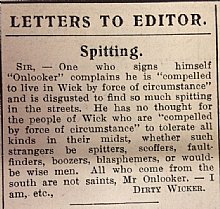 LETTERS TO EDITOR.
Spitting.
SIR, — One who signs himself
"Onlooker" complains he is "compelled
to live in Wick by force of circumstance"
and is disgusted to find so much spitting
in the streets. He has no thought for
the people of Wick who are "compelled
by force of circumstance" to tolerate all
kinds in their midst, whether such
strangers be spitters, scoffers, fault-
finders, boozers, blasphemers, or would-
be wise men. All who come from the
south are not saints, Mr Onlooker. — I
am, etc., DIRTY WICKER.